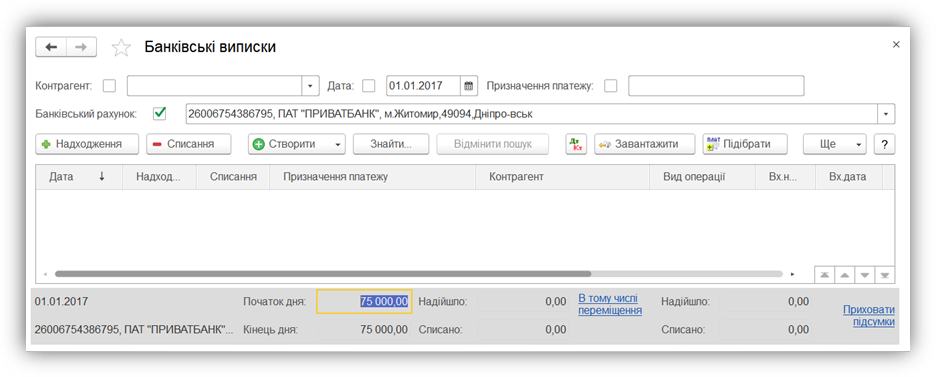 Банківські виписки
Контрагент: Дата: 01.01.2017 Призначення платежу:
Банківський рахунок: 26006754386795, ПАТ "ПРИВАТБАНК", м.Житомир,49094,Дніпро-вськ
Надходження Списання Створити Знайти... Відмінити пошук Дт Кт Завантажити плат Підібрати Ще ?
Дата ↓ Надход... Списання Призначення платежу Контрагент Вид операції Вх.н... Вх.дата
01.01.2017 Початок дня: 75 000,00 Надійшло: 0,00 В тому числі переміщення Надійшло: 0,00 Приховати підсумки
26006754386795, ПАТ "ПРИВАТБАНК"... Кінець дня: 75 000,00 Списано: 0,00 Списано: 0,00